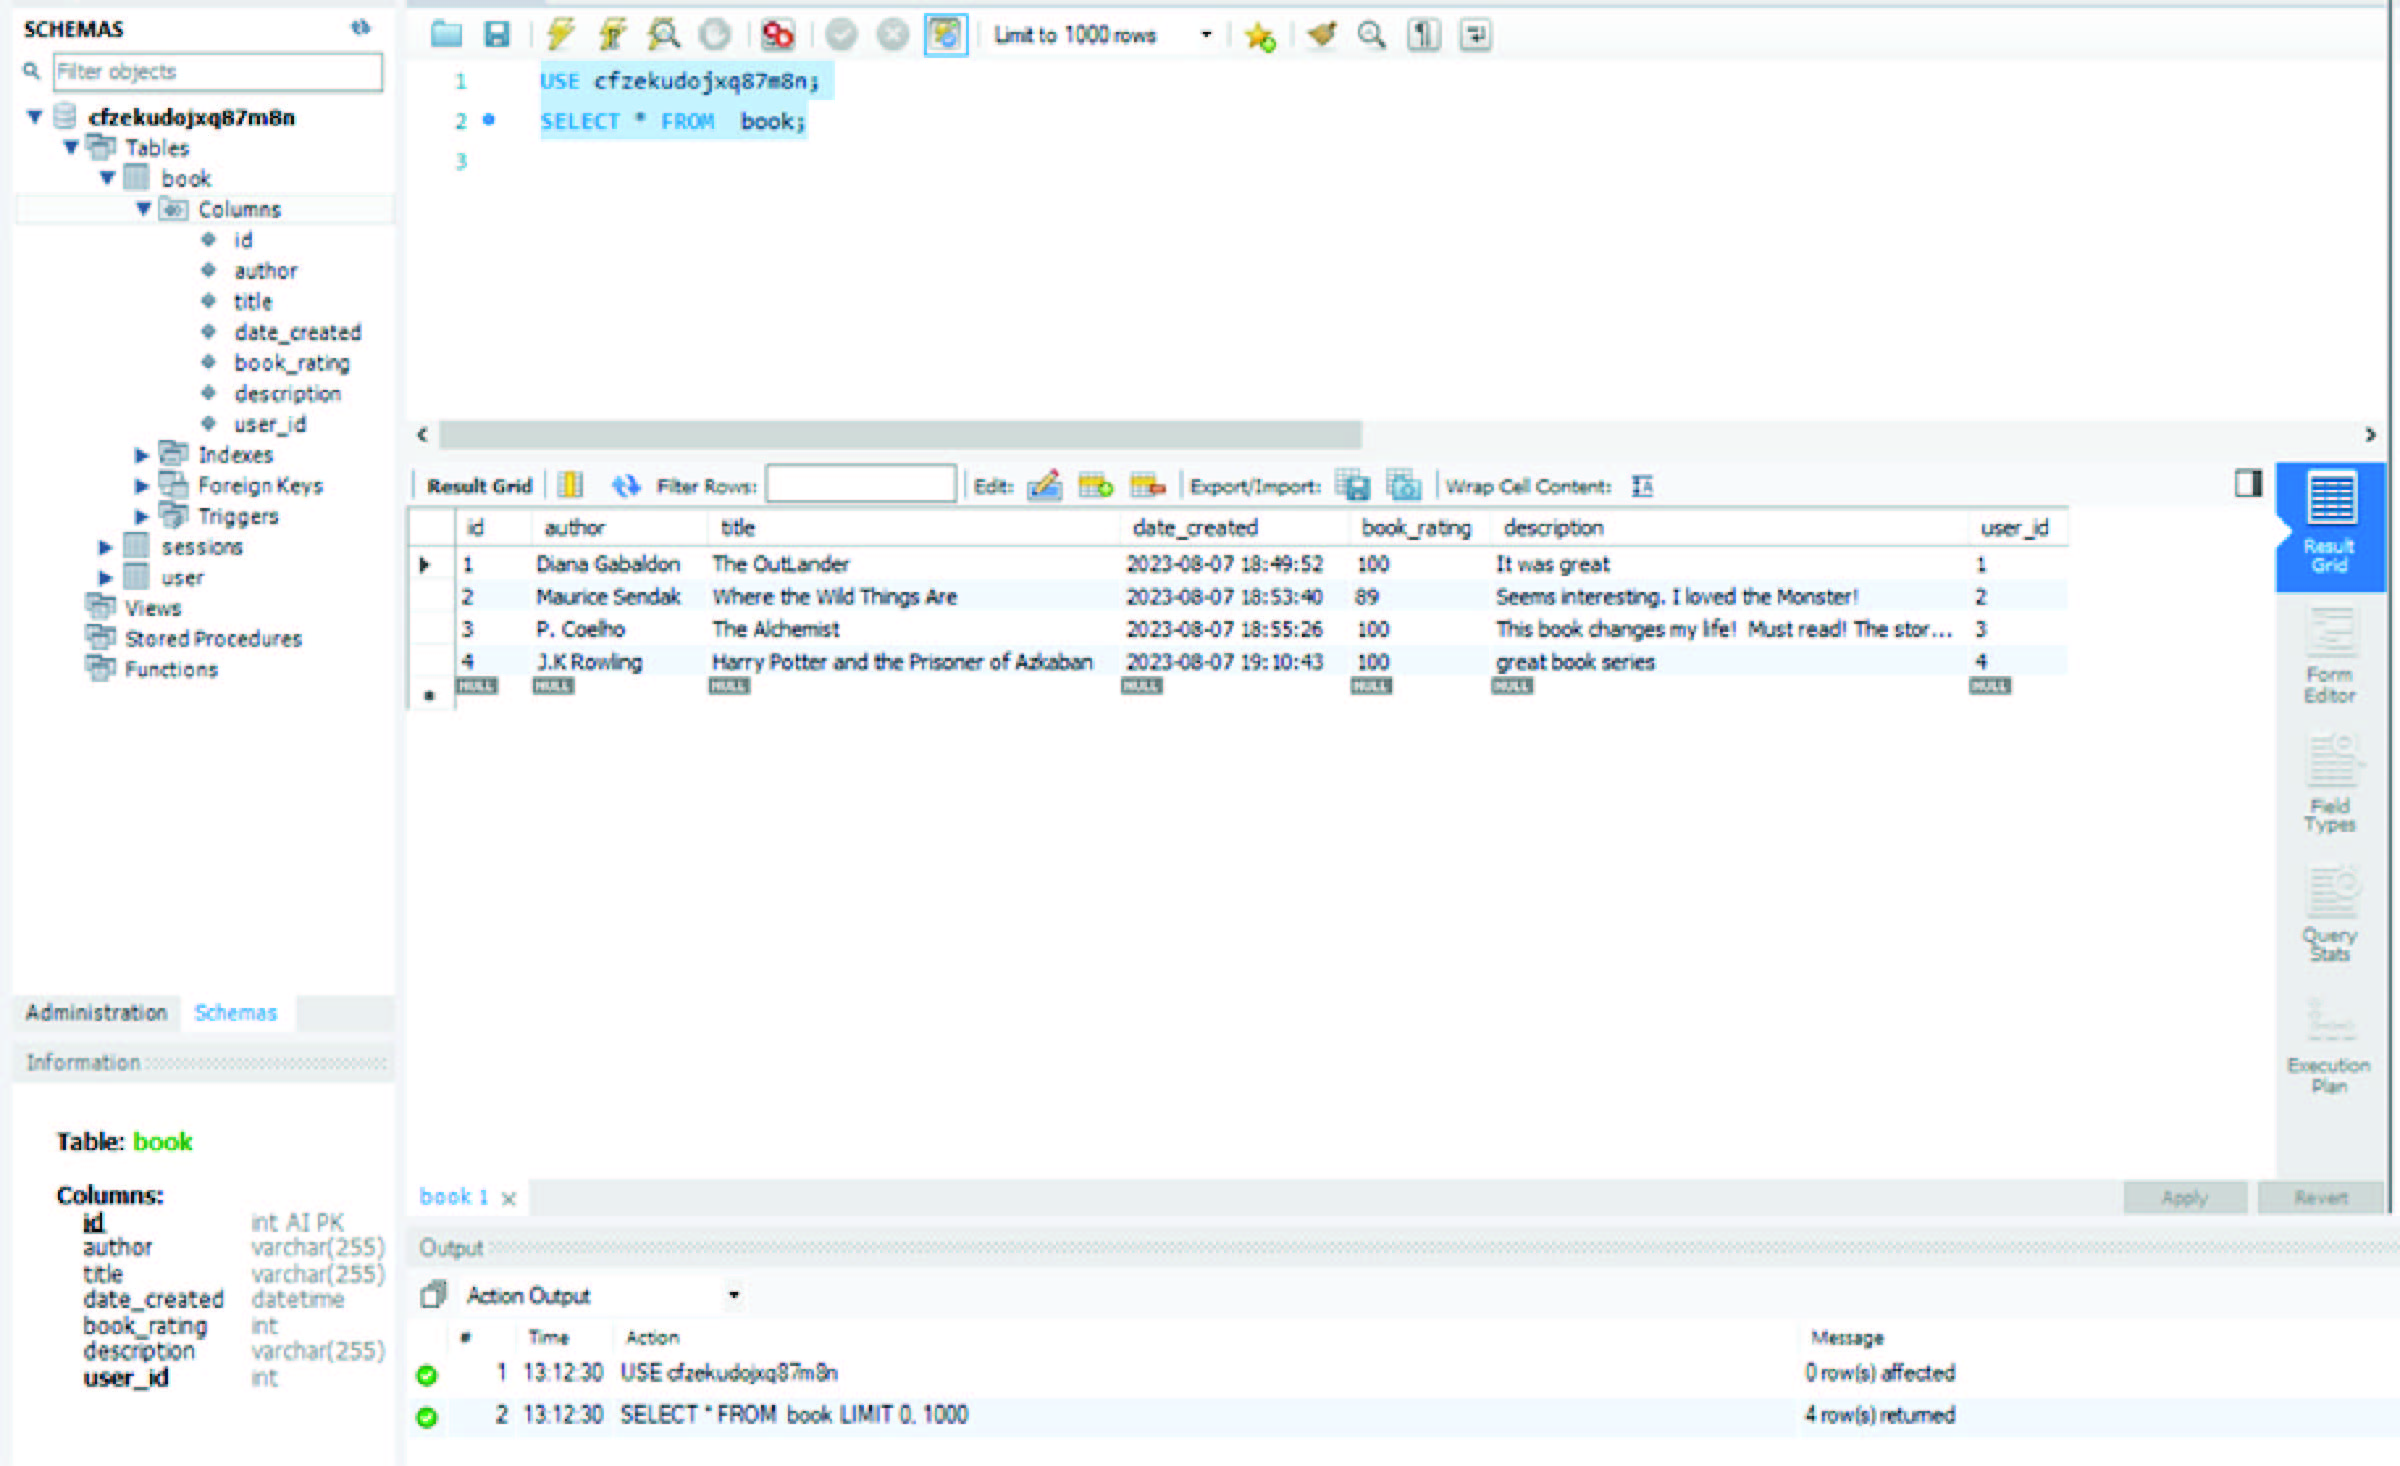 SCHEMAS
Filter objects
cfzekudojxq87m8n
Tables
book
Columns
id
author
title
date_created
book_rating
description
user_id
Indexes
Foreign Keys
Triggers
sessions
user
Views
Stored Procedures
Functions
Administration Schemas
Information
Table: book
Columns:
id int AI PK
author varchar(255)
title varchar(255)
date_created datetime
book_rating int
description varchar(255)
user_id int
Limit to 1000 rows
1 USE cfzekudojxq87m8n;
2 SELECT * FROM book;
3
Result Grid Filter Rows: Edit: Export/Import: Wrap Cell Content:
id author title date_created book_rating description user_id
1 Diana Gabaldon The OutLander 2023-08-07 18:49:52 100 It was great 1
2 Maurice Sendak Where the Wild Things Are 2023-08-07 18:53:40 89 Seems interesting. I loved the Monster! 2
3 P. Coelho The Alchemist 2023-08-07 18:55:26 100 This book changes my life! Must read! The stor... 3
4 J.K Rowling Harry Potter and the Prisoner of Azkaban 2023-08-07 19:10:43 100 great book series 4
NULL NULL NULL NULL NULL NULL NULL
Result
Grid
Form
Editor
Field
Types
Query
Stats
Execution
Plan
book 1
Apply Revert
Output
Action Output
# Time Action Message
1 13:12:30 USE cfzekudojxq87m8n 0 row(s) affected
2 13:12:30 SELECT * FROM book LIMIT 0, 1000 4 row(s) returned